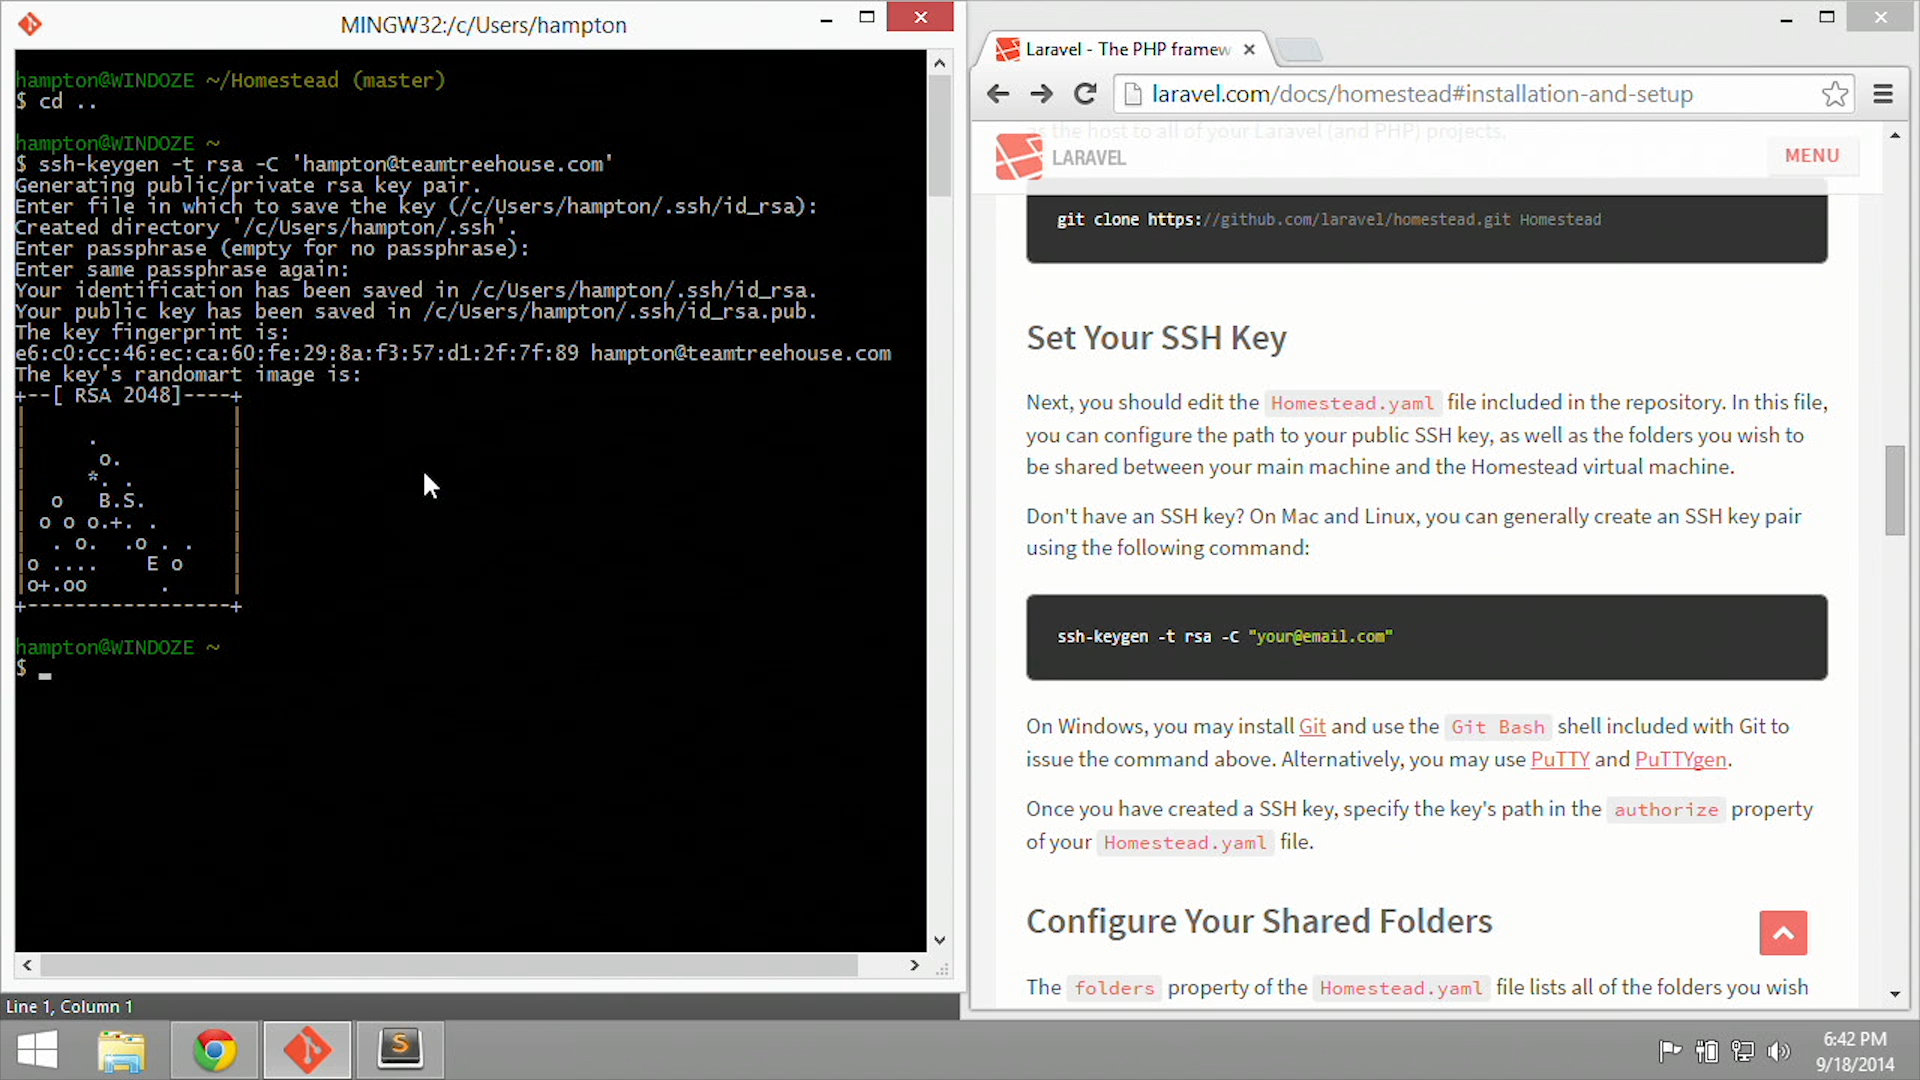 MINGW32:/c/Users/hampton
hampton@WINDOZE ~/Homestead (master)
$ cd ..
hampton@WINDOZE ~
$ ssh-keygen -t rsa -C 'hampton@teamtreehouse.com'
Generating public/private rsa key pair.
Enter file in which to save the key (/c/Users/hampton/.ssh/id_rsa):
Created directory '/c/Users/hampton/.ssh'.
Enter passphrase (empty for no passphrase):
Enter same passphrase again:
Your identification has been saved in /c/Users/hampton/.ssh/id_rsa.
Your public key has been saved in /c/Users/hampton/.ssh/id_rsa.pub.
The key fingerprint is:
e6:c0:cc:46:ec:ca:60:fe:29:8a:f3:57:d1:2f:7f:89 hampton@teamtreehouse.com
The key's randomart image is:
+--[ RSA 2048]----+
|                 |
|     .           |
|      o.         |
|     *. .        |
|  o   B.S.       |
| o o o.+. .      |
|  . o.  .o . .   |
|o ....    E o    |
|o+.oo      .     |
+-----------------+
hampton@WINDOZE ~
$
Line 1, Column 1
Laravel - The PHP framew
laravel.com/docs/homestead#installation-and-setup
as the host to all of your Laravel (and PHP) projects.
LARAVEL
MENU
git clone https://github.com/laravel/homestead.git Homestead
Set Your SSH Key
Next, you should edit the Homestead.yaml file included in the repository. In this file,
you can configure the path to your public SSH key, as well as the folders you wish to
be shared between your main machine and the Homestead virtual machine.
Don't have an SSH key? On Mac and Linux, you can generally create an SSH key pair
using the following command:
ssh-keygen -t rsa -C "your@email.com"
On Windows, you may install Git and use the Git Bash shell included with Git to
issue the command above. Alternatively, you may use PuTTY and PuTTYgen.
Once you have created a SSH key, specify the key's path in the authorize property
of your Homestead.yaml file.
Configure Your Shared Folders
The folders property of the Homestead.yaml file lists all of the folders you wish
6:42 PM
9/18/2014